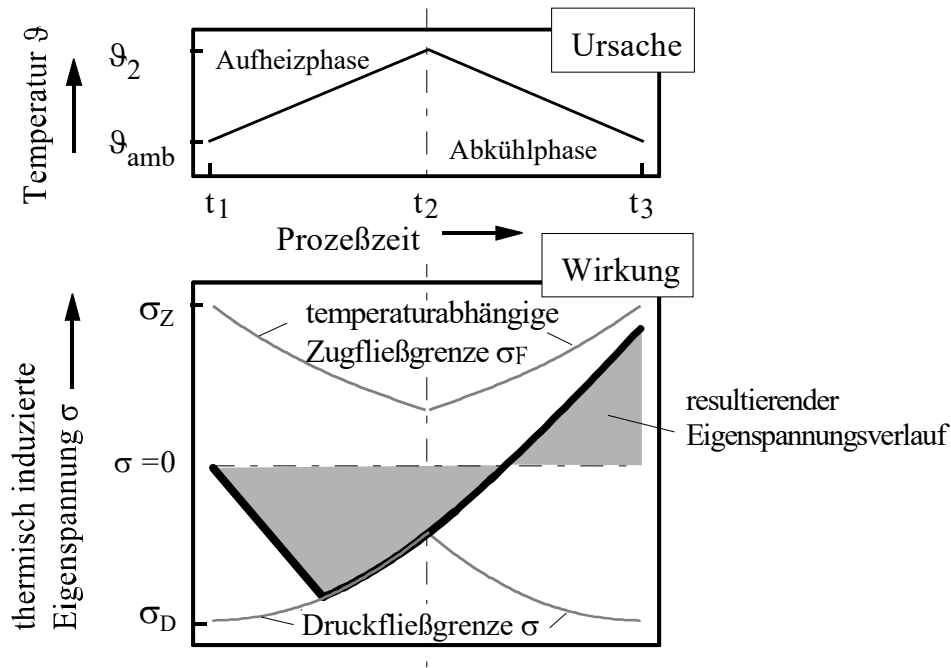 Ursache
Temperatur ϑ
ϑ2
Aufheizphase
ϑamb
Abkühlphase
t1
t2
t3
Prozeßzeit
Wirkung
thermisch induzierte
Eigenspannung σ
σZ
temperaturabhängige
Zugfließgrenze σF
resultierender
Eigenspannungsverlauf
σ =0
σD
Druckfließgrenze σ